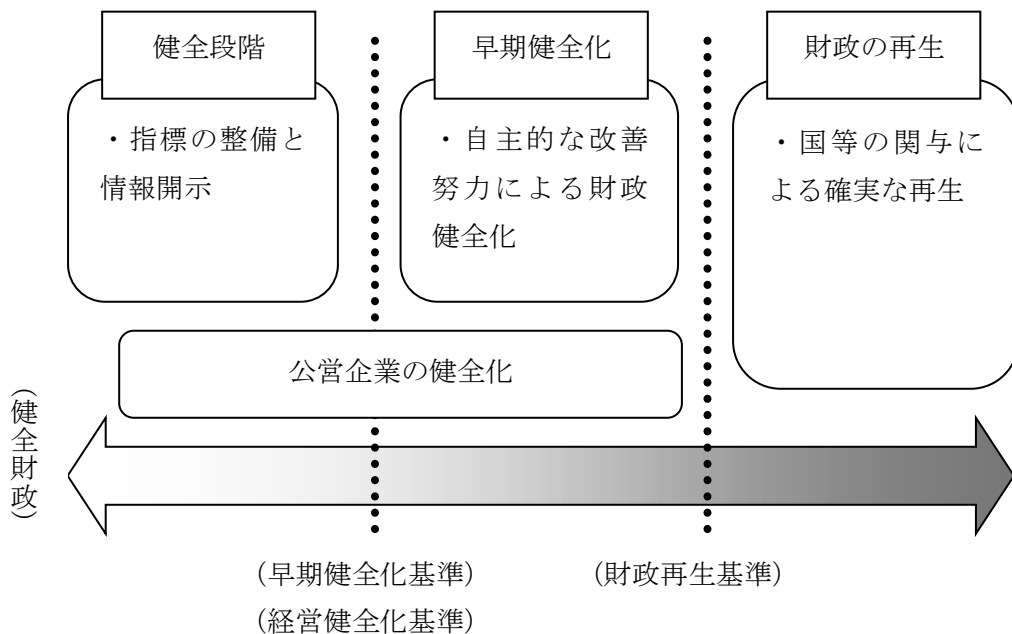 健全段階
・指標の整備と
情報開示
早期健全化
・自主的な改善
努力による財政
健全化
財政の再生
・国等の関与に
よる確実な再生
公営企業の健全化
(健全財政)
(早期健全化基準)
(経営健全化基準)
(財政再生基準)